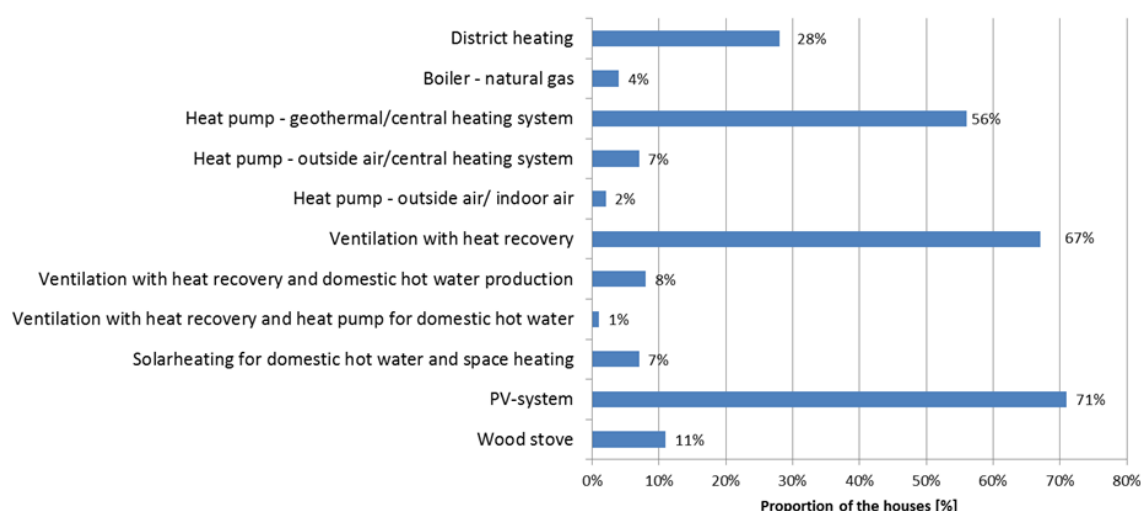 District heating 28%
Boiler - natural gas 4%
Heat pump - geothermal/central heating system 56%
Heat pump - outside air/central heating system 7%
Heat pump - outside air/ indoor air 2%
Ventilation with heat recovery 67%
Ventilation with heat recovery and domestic hot water production 8%
Ventilation with heat recovery and heat pump for domestic hot water 1%
Solarheating for domestic hot water and space heating 7%
PV-system 71%
Wood stove 11%
0% 10% 20% 30% 40% 50% 60% 70% 80%
Proportion of the houses [%]